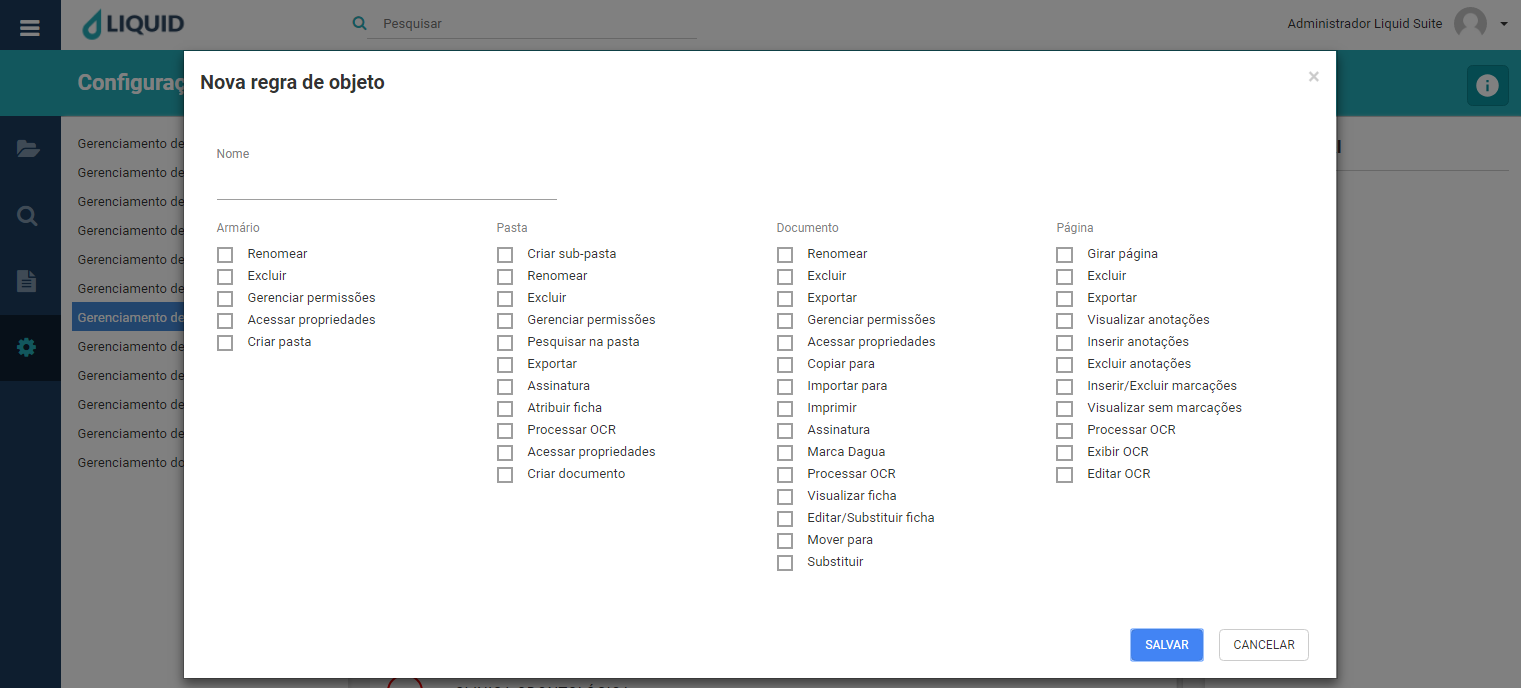 LIQUID
Pesquisar
Administrador Liquid Suite
Configuraç
Nova regra de objeto
×
Nome
Armário
Renomear
Excluir
Gerenciar permissões
Acessar propriedades
Criar pasta
Pasta
Criar sub-pasta
Renomear
Excluir
Gerenciar permissões
Pesquisar na pasta
Exportar
Assinatura
Atribuir ficha
Processar OCR
Acessar propriedades
Criar documento
Documento
Renomear
Excluir
Exportar
Gerenciar permissões
Acessar propriedades
Copiar para
Importar para
Imprimir
Assinatura
Marca Dagua
Processar OCR
Visualizar ficha
Editar/Substituir ficha
Mover para
Substituir
Página
Girar página
Excluir
Exportar
Visualizar anotações
Inserir anotações
Excluir anotações
Inserir/Excluir marcações
Visualizar sem marcações
Processar OCR
Exibir OCR
Editar OCR
SALVAR
CANCELAR
Gerenciamento de
Gerenciamento de
Gerenciamento de
Gerenciamento de
Gerenciamento de
Gerenciamento de
Gerenciamento de
Gerenciamento de
Gerenciamento de
Gerenciamento de
Gerenciamento de
Gerenciamento do